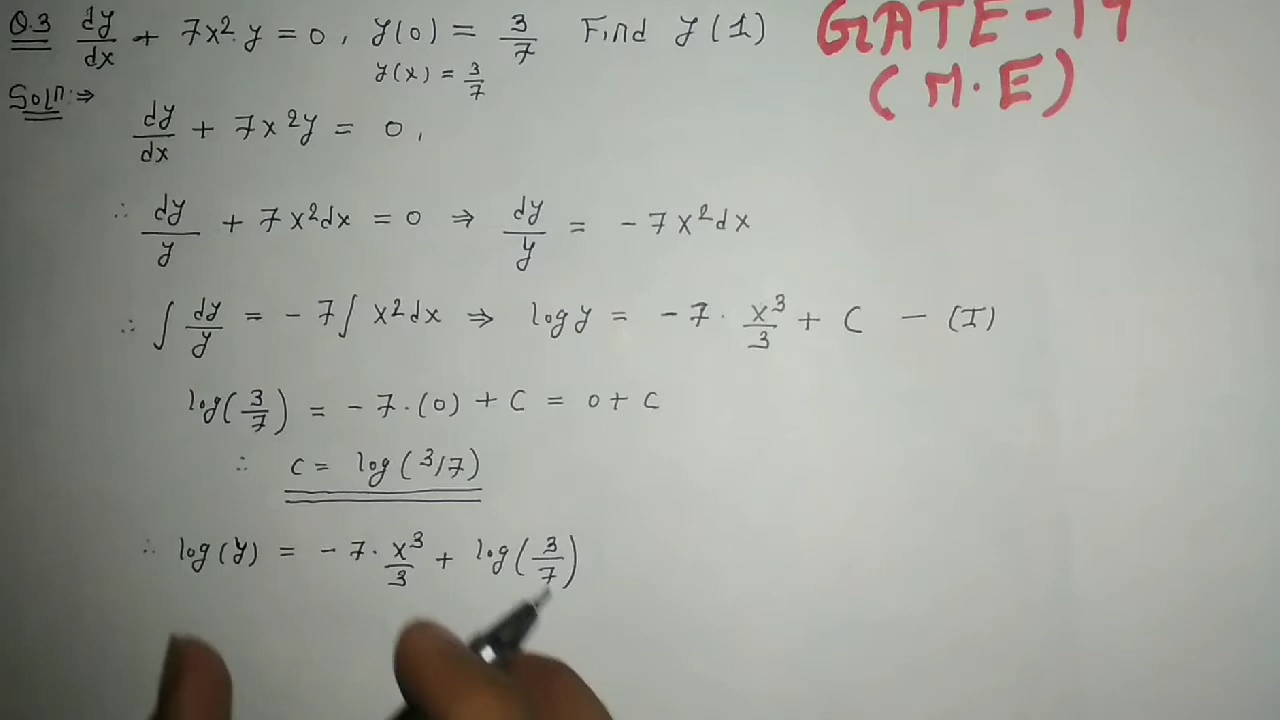 Q.3 dy/dx + 7x². y = 0, y(0) = 3/7 Find y(1)
GATE-19
(M.E)
y(x) = 3/7
Soln:⇒
dy/dx + 7x²y = 0,
∴ dy/y + 7x²dx = 0 ⇒ dy/y = -7x²dx
∴ ∫ dy/y = -7∫ x²dx ⇒ log y = -7 · x³/3 + C - (I)
log(3/7) = -7·(0) + C = 0 + C
∴ C = log(3/7)
∴ log(y) = -7· x³/3 + log(3/7)